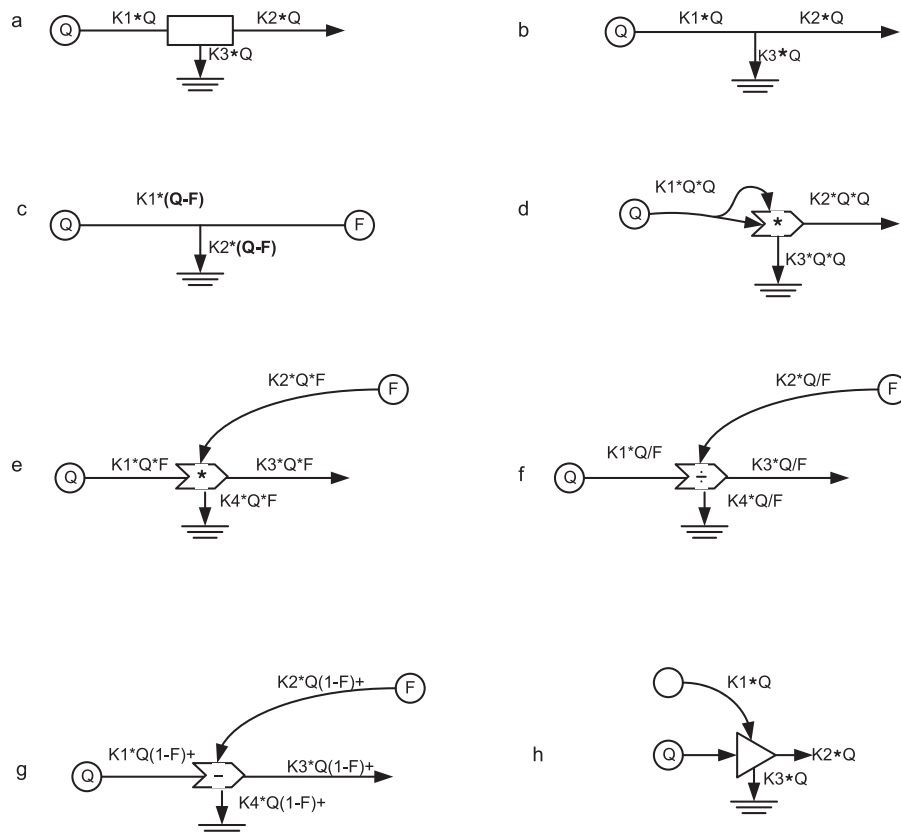 a
Q
K1*Q
K2*Q
K3*Q
b
Q
K1*Q
K2*Q
K3*Q
c
Q
K1*(Q-F)
F
K2*(Q-F)
d
Q
K1*Q*Q
*
K2*Q*Q
K3*Q*Q
e
Q
K1*Q*F
K2*Q*F
F
*
K3*Q*F
K4*Q*F
f
Q
K1*Q/F
K2*Q/F
F
÷
K3*Q/F
K4*Q/F
g
Q
K1*Q(1-F)+
K2*Q(1-F)+
F
–
K3*Q(1-F)+
K4*Q(1-F)+
h
K1*Q
Q
K2*Q
K3*Q